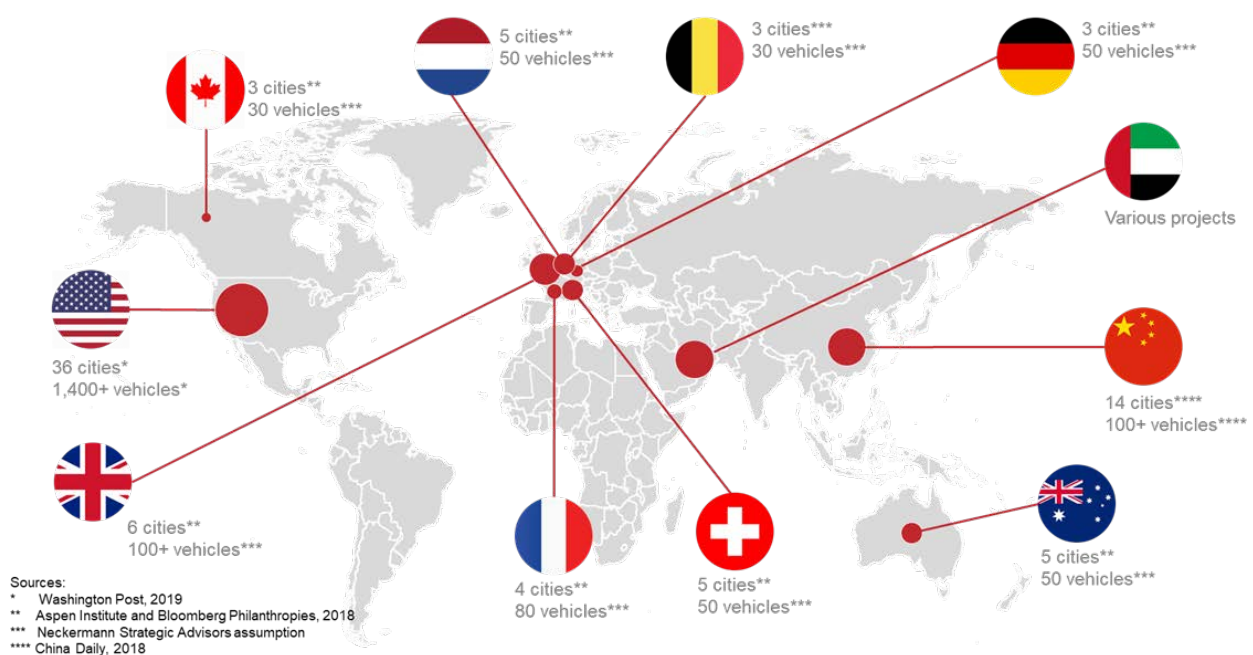 5 cities**
50 vehicles***
3 cities***
30 vehicles***
3 cities**
50 vehicles***
3 cities**
30 vehicles***
Various projects
36 cities*
1,400+ vehicles*
14 cities****
100+ vehicles****
6 cities**
100+ vehicles***
4 cities**
80 vehicles***
5 cities**
50 vehicles***
5 cities**
50 vehicles***
Sources:
* Washington Post, 2019
** Aspen Institute and Bloomberg Philanthropies, 2018
*** Neckermann Strategic Advisors assumption
**** China Daily, 2018